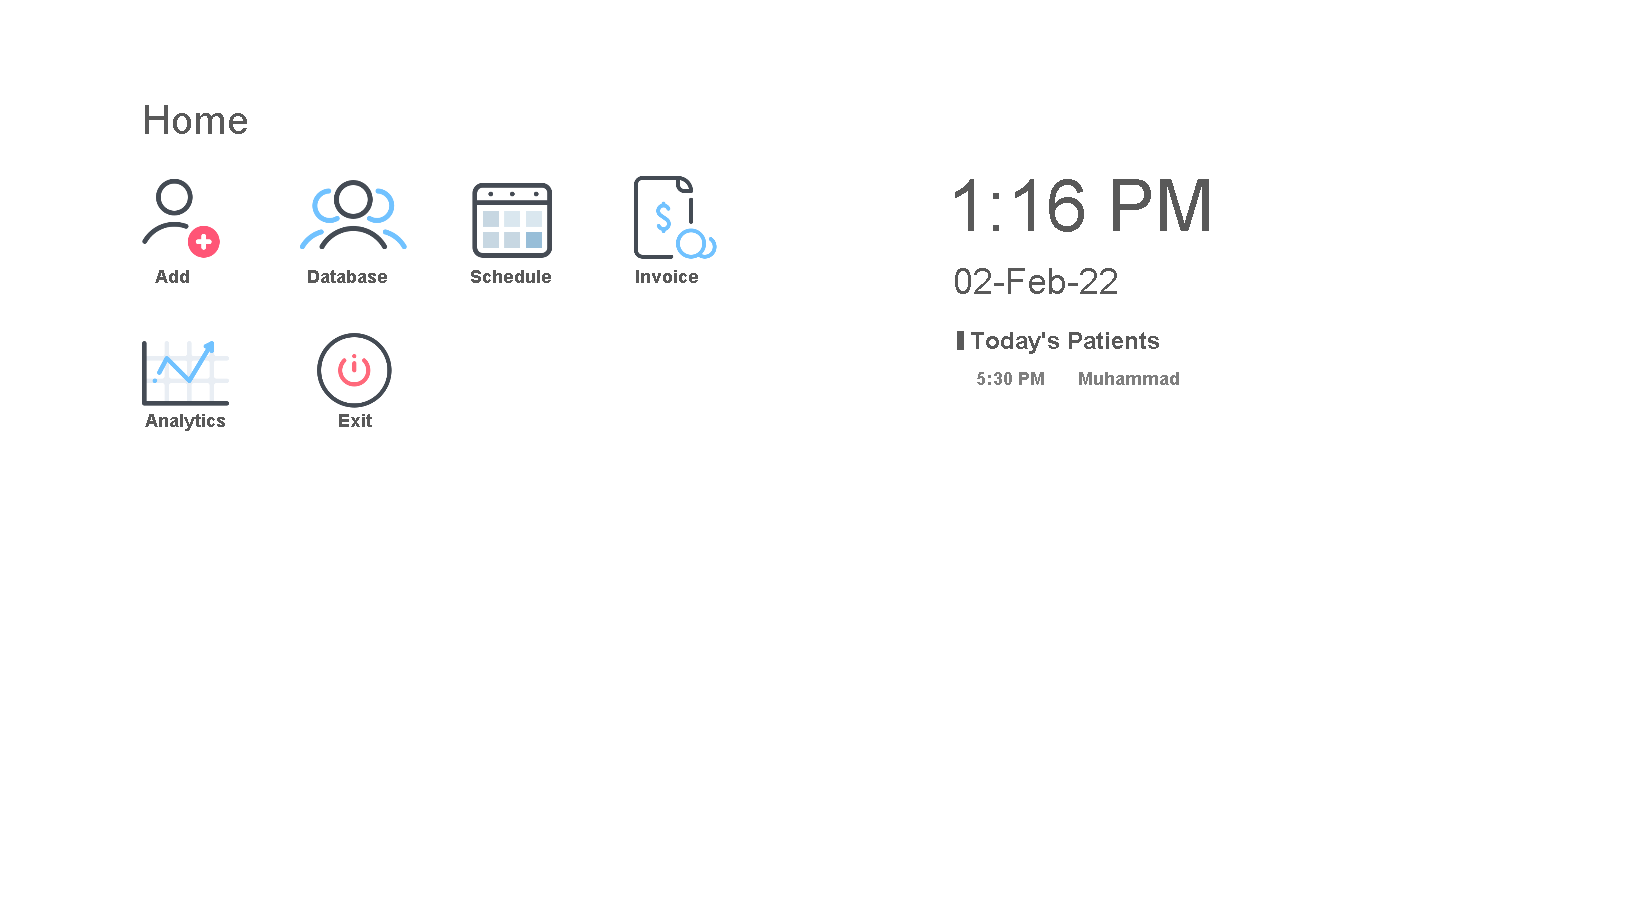 Home
Add
Database
Schedule
Invoice
Analytics
Exit
1:16 PM
02-Feb-22
Today's Patients
5:30 PM Muhammad